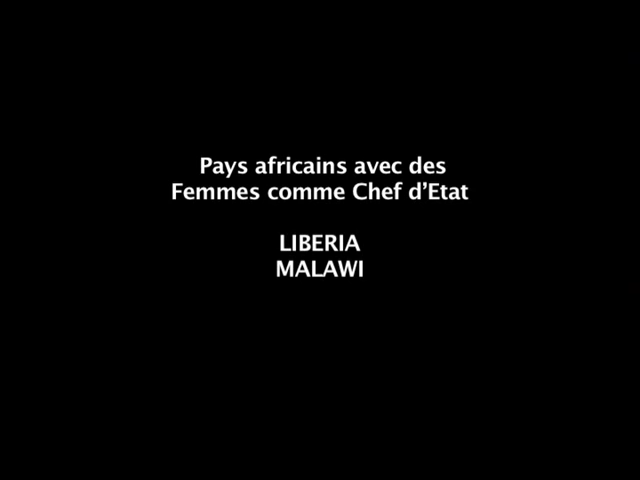 Pays africains avec des
Femmes comme Chef d’Etat
LIBERIA
MALAWI